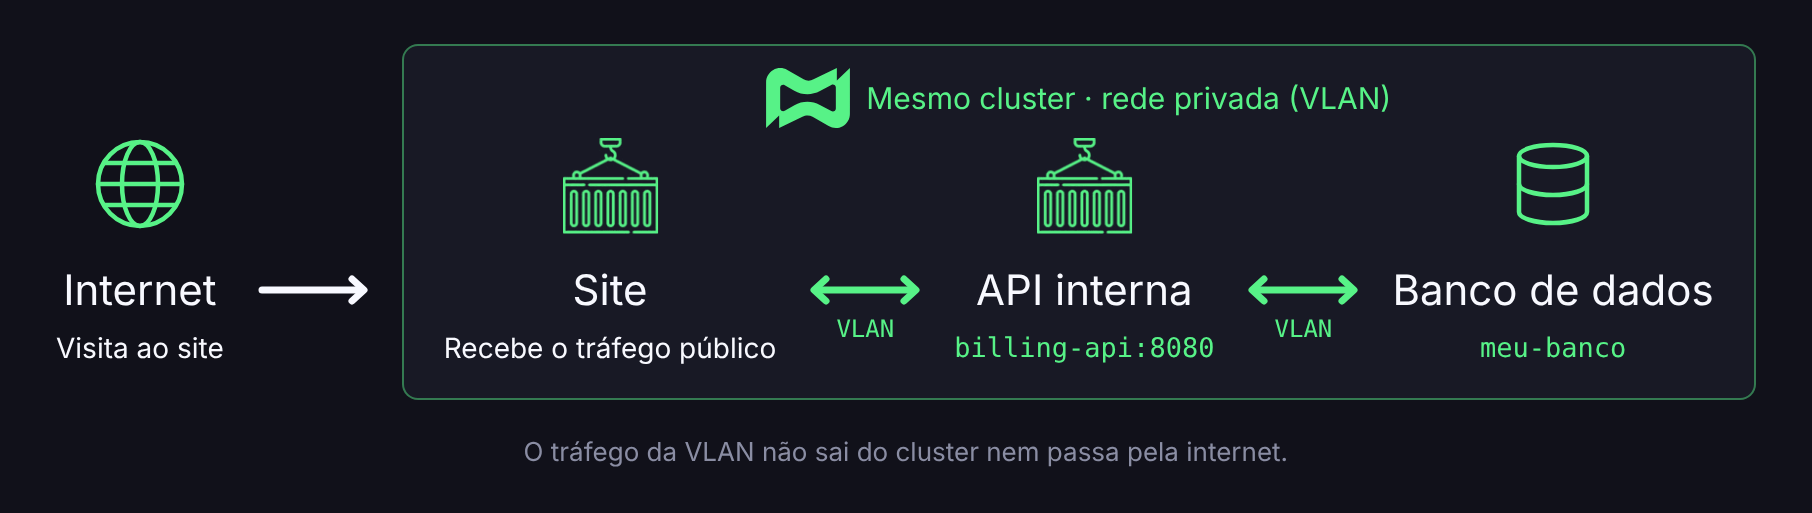 Mesmo cluster · rede privada (VLAN)
Internet
Visita ao site
Site
Recebe o tráfego público
VLAN
API interna
billing-api:8080
VLAN
Banco de dados
meu-banco
O tráfego da VLAN não sai do cluster nem passa pela internet.